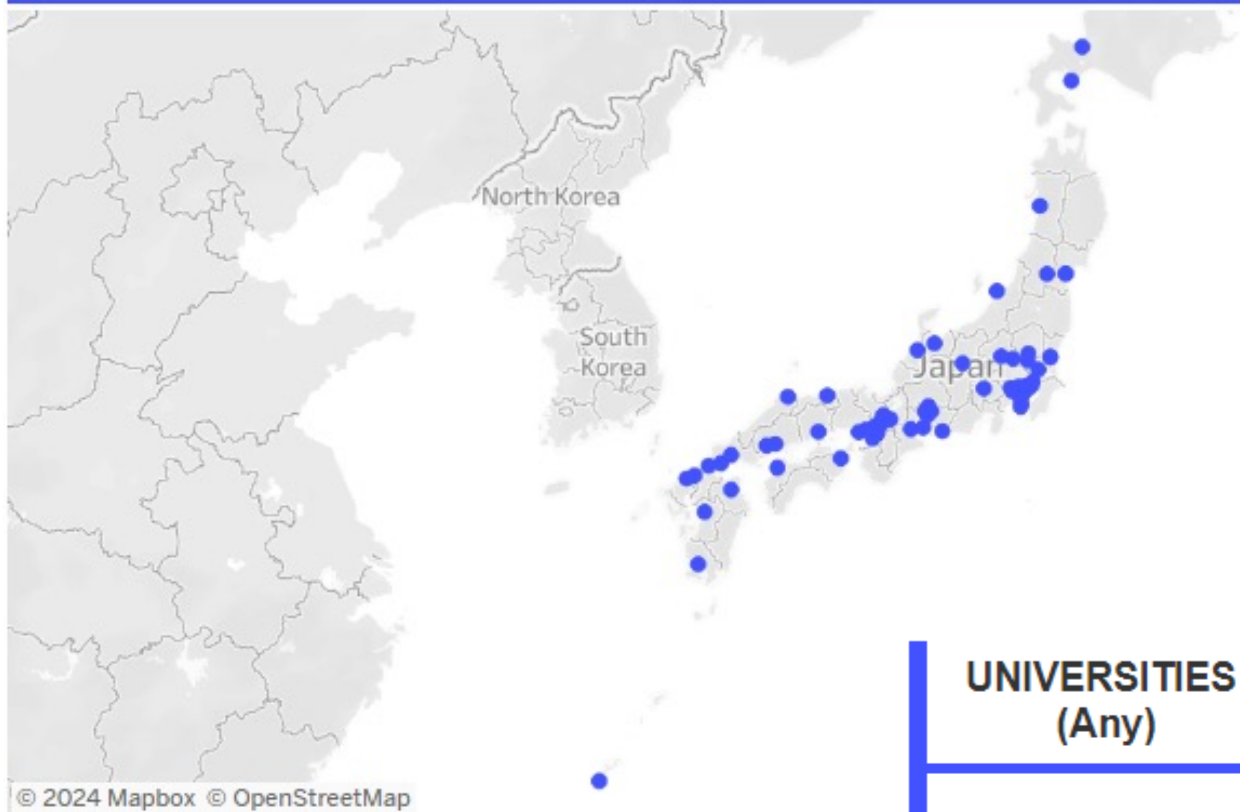 North Korea
South
Korea
Japan
UNIVERSITIES
(Any)
© 2024 Mapbox © OpenStreetMap